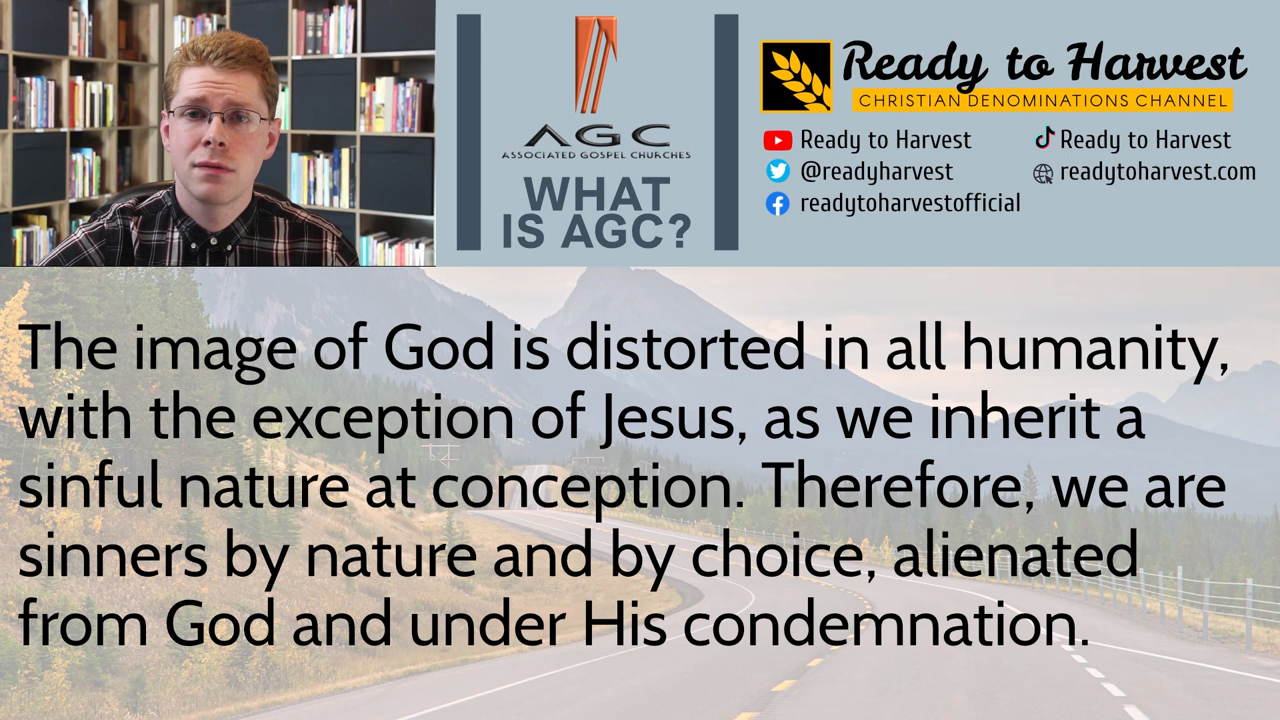 AGC
ASSOCIATED GOSPEL CHURCHES
WHAT
IS AGC?
Ready to Harvest
CHRISTIAN DENOMINATIONS CHANNEL
Ready to Harvest
Ready to Harvest
@readyharvest
readytoharvest.com
readytoharvestofficial
The image of God is distorted in all humanity,
with the exception of Jesus, as we inherit a
sinful nature at conception. Therefore, we are
sinners by nature and by choice, alienated
from God and under His condemnation.